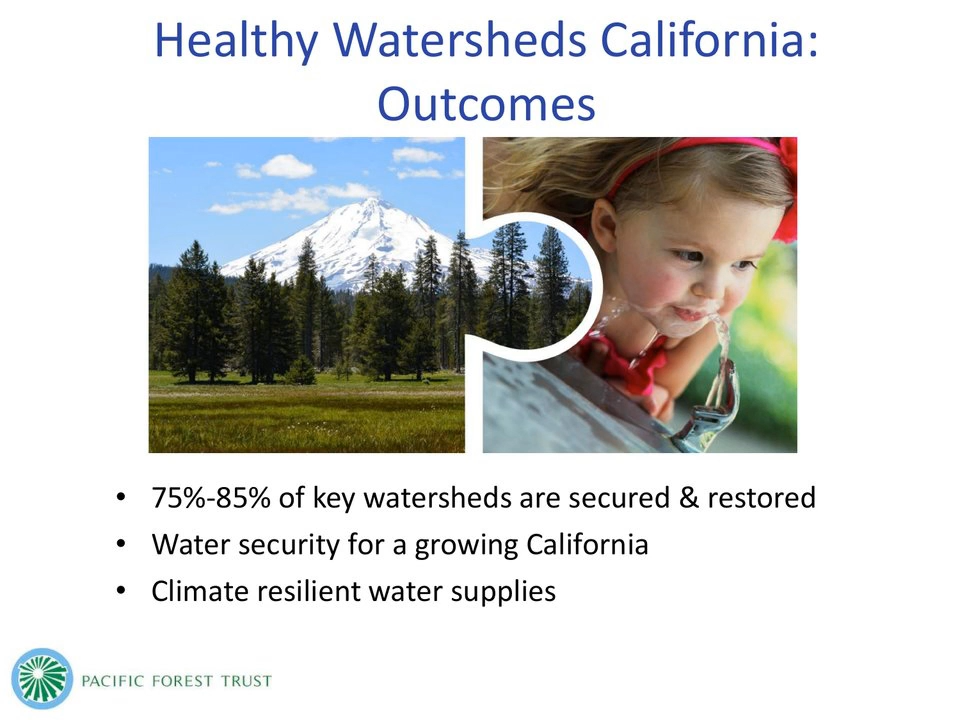 Healthy Watersheds California:
Outcomes
• 75%-85% of key watersheds are secured & restored
• Water security for a growing California
• Climate resilient water supplies
PACIFIC FOREST TRUST